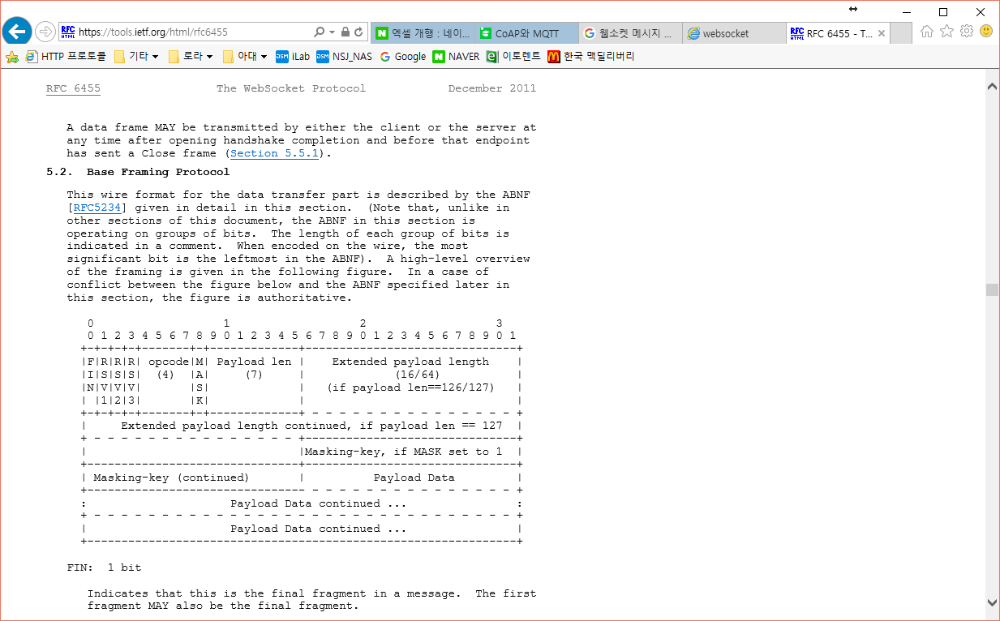 https://tools.ietf.org/html/rfc6455
엑셀 개행 : 네이...
CoAP와 MQTT
웹소켓 메시지 ...
websocket
RFC 6455 - T...
HTTP 프로토콜 기타 로라 아대 iLab NSJ_NAS Google NAVER 이토렌트 한국 맥딜리버리
RFC 6455                 The WebSocket Protocol            December 2011
   A data frame MAY be transmitted by either the client or the server at
   any time after opening handshake completion and before that endpoint
   has sent a Close frame (Section 5.5.1).
5.2.  Base Framing Protocol
   This wire format for the data transfer part is described by the ABNF
   [RFC5234] given in detail in this section.  (Note that, unlike in
   other sections of this document, the ABNF in this section is
   operating on groups of bits.  The length of each group of bits is
   indicated in a comment.  When encoded on the wire, the most
   significant bit is the leftmost in the ABNF).  A high-level overview
   of the framing is given in the following figure.  In a case of
   conflict between the figure below and the ABNF specified later in
   this section, the figure is authoritative.
      0                   1                   2                   3
      0 1 2 3 4 5 6 7 8 9 0 1 2 3 4 5 6 7 8 9 0 1 2 3 4 5 6 7 8 9 0 1
     +-+-+-+-+-------+-+-------------+-------------------------------+
     |F|R|R|R| opcode|M| Payload len |    Extended payload length    |
     |I|S|S|S|  (4)  |A|     (7)     |             (16/64)           |
     |N|V|V|V|       |S|             |   (if payload len==126/127)   |
     | |1|2|3|       |K|             |                               |
     +-+-+-+-+-------+-+-------------+ - - - - - - - - - - - - - - - +
     |     Extended payload length continued, if payload len == 127  |
     + - - - - - - - - - - - - - - - +-------------------------------+
     |                               |Masking-key, if MASK set to 1  |
     +-------------------------------+-------------------------------+
     | Masking-key (continued)       |          Payload Data         |
     +-------------------------------- - - - - - - - - - - - - - - - +
     :                     Payload Data continued ...                :
     + - - - - - - - - - - - - - - - - - - - - - - - - - - - - - - - +
     |                     Payload Data continued ...                |
     +---------------------------------------------------------------+
   FIN:  1 bit
      Indicates that this is the final fragment in a message.  The first
      fragment MAY also be the final fragment.